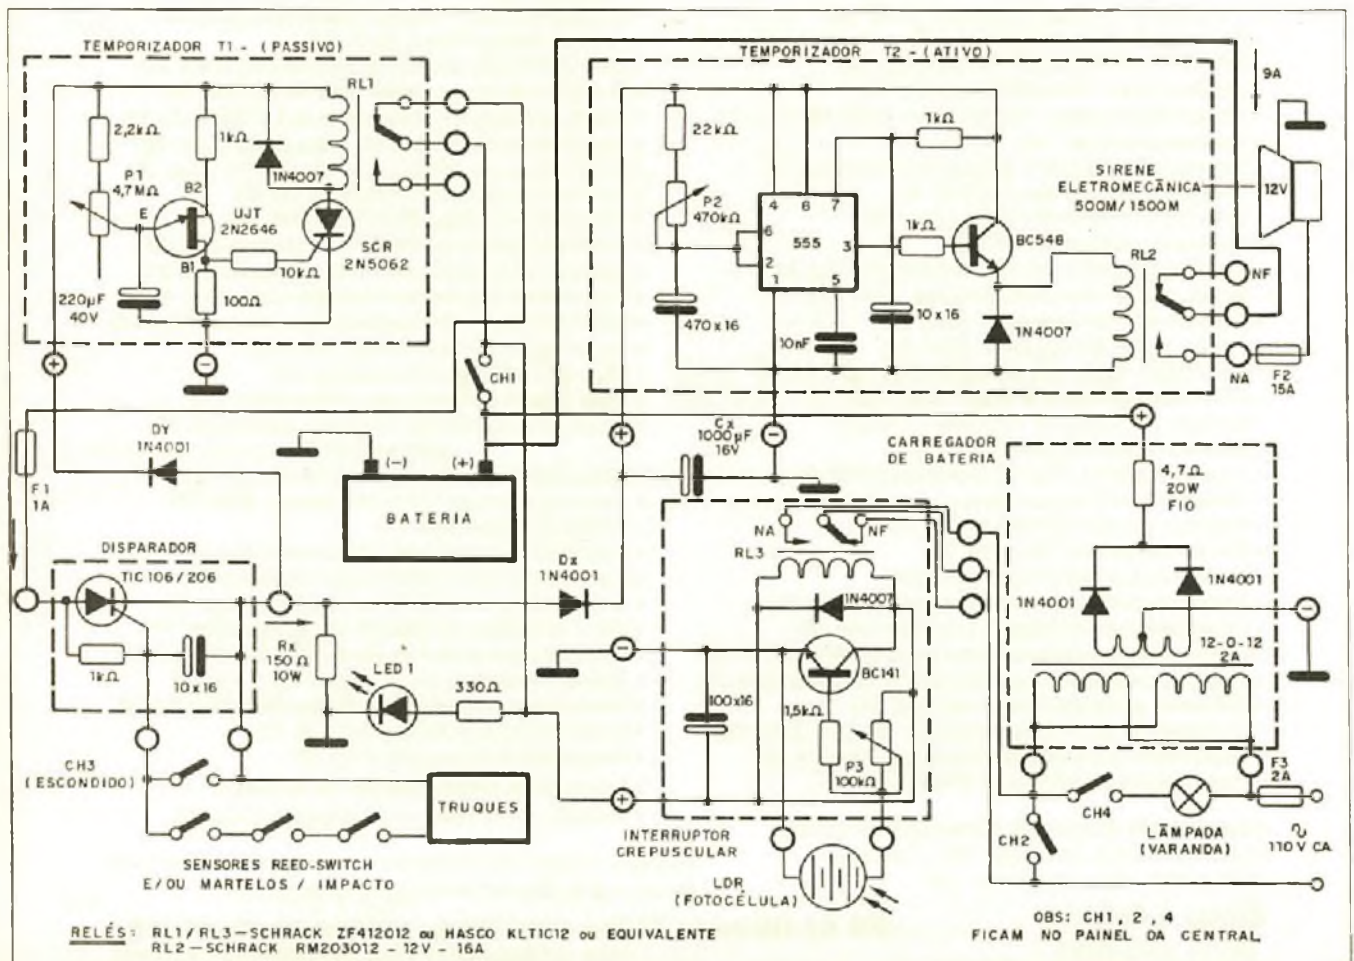 TEMPORIZADOR T1 - (PASSIVO)
TEMPORIZADOR T2 - (ATIVO)
RL1
9A
2,2kΩ
1kΩ
1N4007
P1
4,7MΩ
B2
E
UJT
2N2646
B1
10kΩ
SCR
2N5062
100Ω
220µF
40V
+
−
22kΩ
P2
470kΩ
4
8
7
6
555
3
2
1
5
1kΩ
1kΩ
BC548
470x16
10nF
10x16
1N4007
RL2
SIRENE
ELETROMECÂNICA
500M/1500M
12V
NF
NA
F2
15A
CH1
DY
1N4001
F1
1A
(-)
(+)
BATERIA
+
Cx
1000µF
16V
−
CARREGADOR
DE BATERIA
+
4,7Ω
20W
FIO
1N4001
1N4001
12-0-12
2A
−
DISPARADOR
TIC106/206
1kΩ
10x16
Rx
150Ω
10W
LED 1
330Ω
Dz
1N4001
NA
NF
RL3
1N4007
−
BC141
100x16
1,5kΩ
P3
100kΩ
+
INTERRUPTOR
CREPUSCULAR
LDR
(FOTOCÉLULA)
CH3
(ESCONDIDO)
TRUQUES
SENSORES REED-SWITCH
E/OU MARTELOS / IMPACTO
F3
2A
CH4
CH2
LÂMPADA
(VARANDA)
110V CA.
OBS: CH1, 2, 4
FICAM NO PAINEL DA CENTRAL.
RELÉS: RL1/RL3—SCHRACK ZF412012 ou HASCO KLT1C12 ou EQUIVALENTE
RL2—SCHRACK RM203012 - 12V - 16A